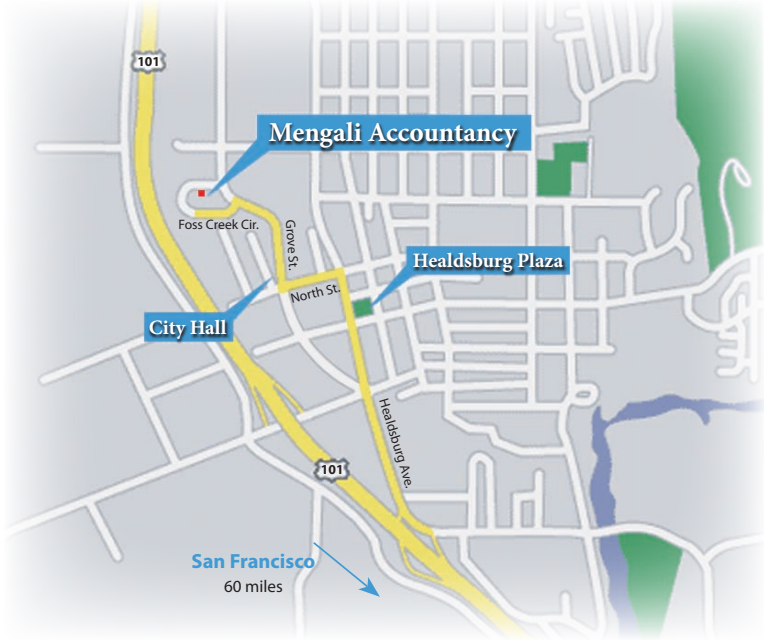 101
Mengali Accountancy
Foss Creek Cir.
Grove St.
Healdsburg Plaza
North St.
City Hall
Healdsburg Ave.
101
San Francisco
60 miles